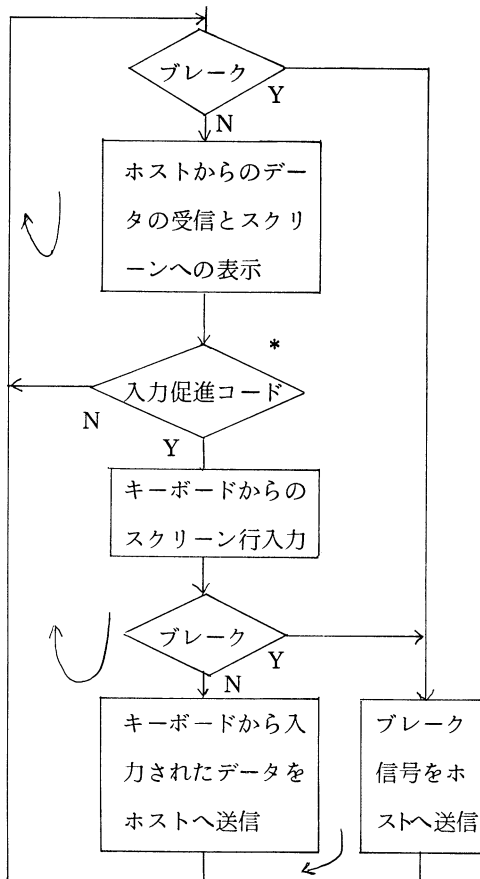 ブレーク
Y
N
ホストからのデー
タの受信とスクリ
ーンへの表示
*
入力促進コード
N
Y
キーボードからの
スクリーン行入力
ブレーク
Y
N
キーボードから入
力されたデータを
ホストへ送信
ブレーク
信号をホ
ストへ送信